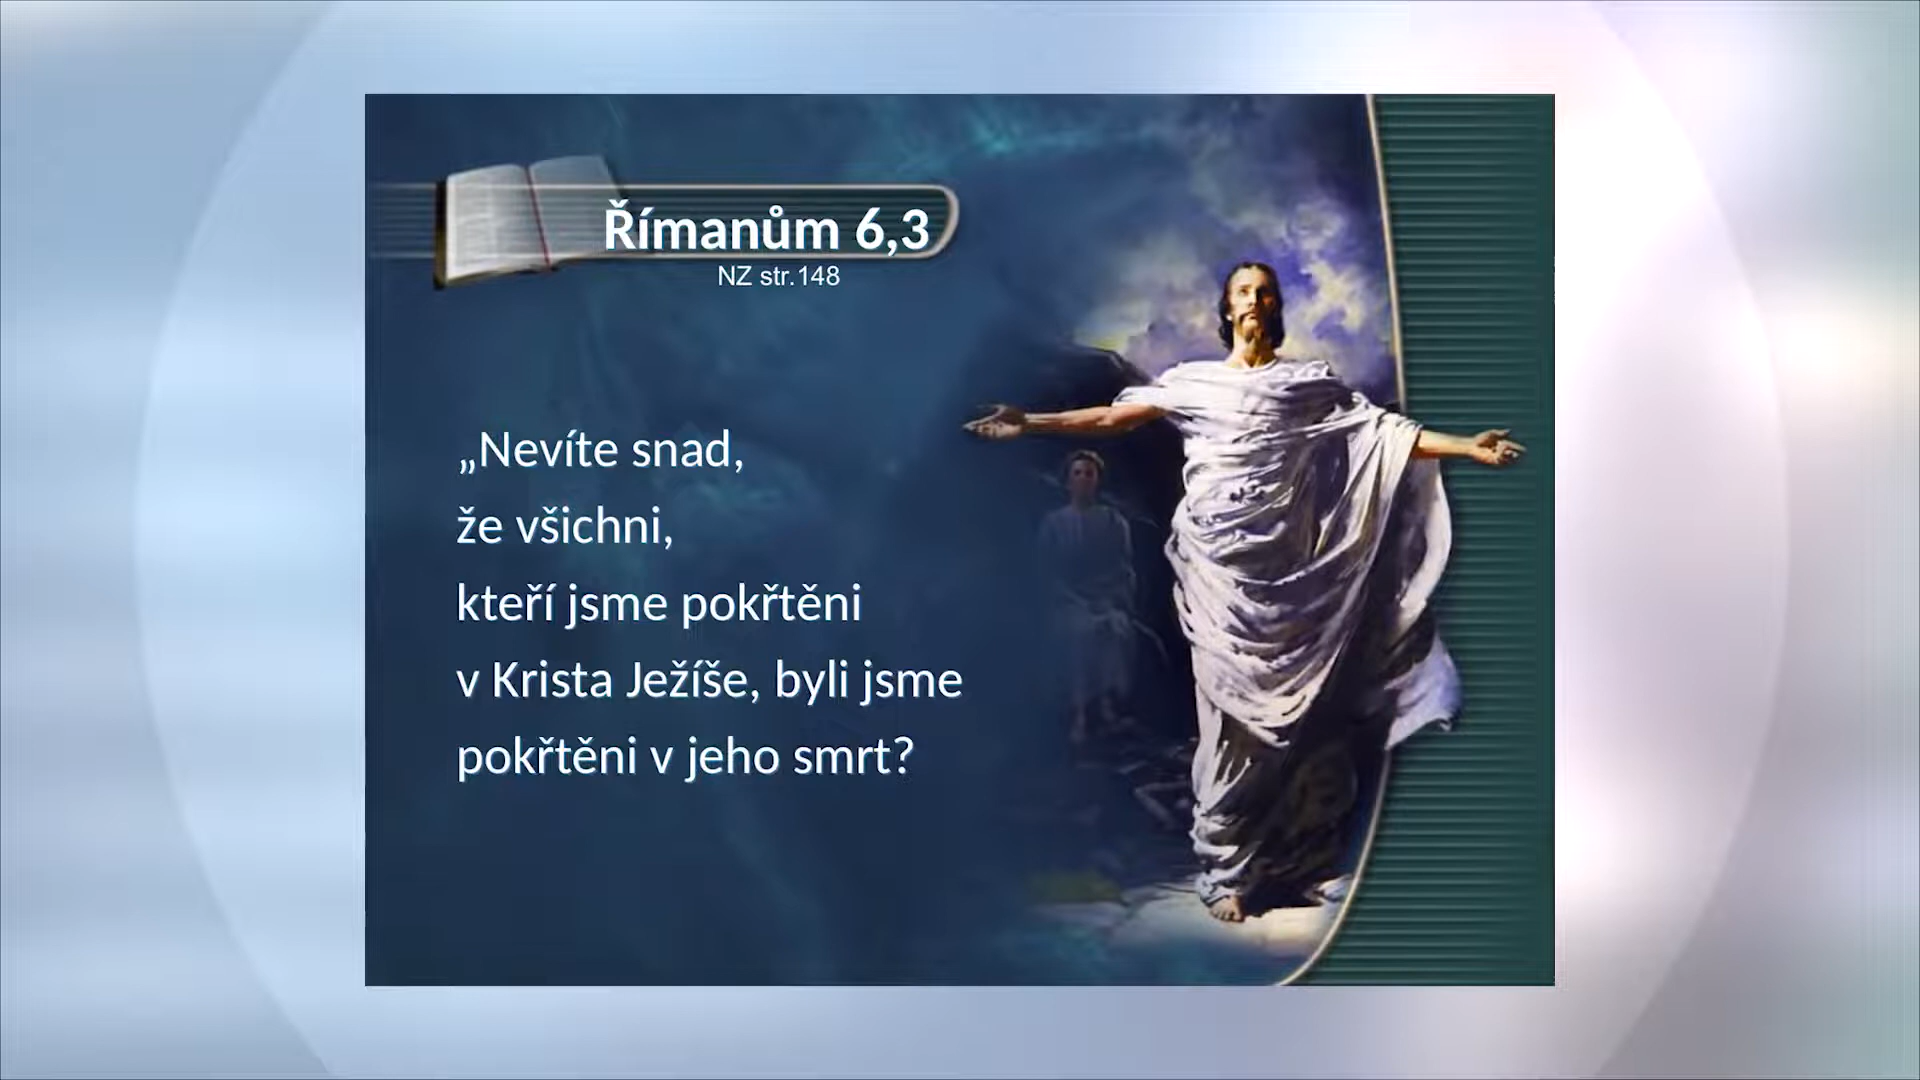 Římanům 6,3
NZ str.148
„Nevíte snad,
že všichni,
kteří jsme pokřtěni
v Krista Ježíše, byli jsme
pokřtěni v jeho smrt?